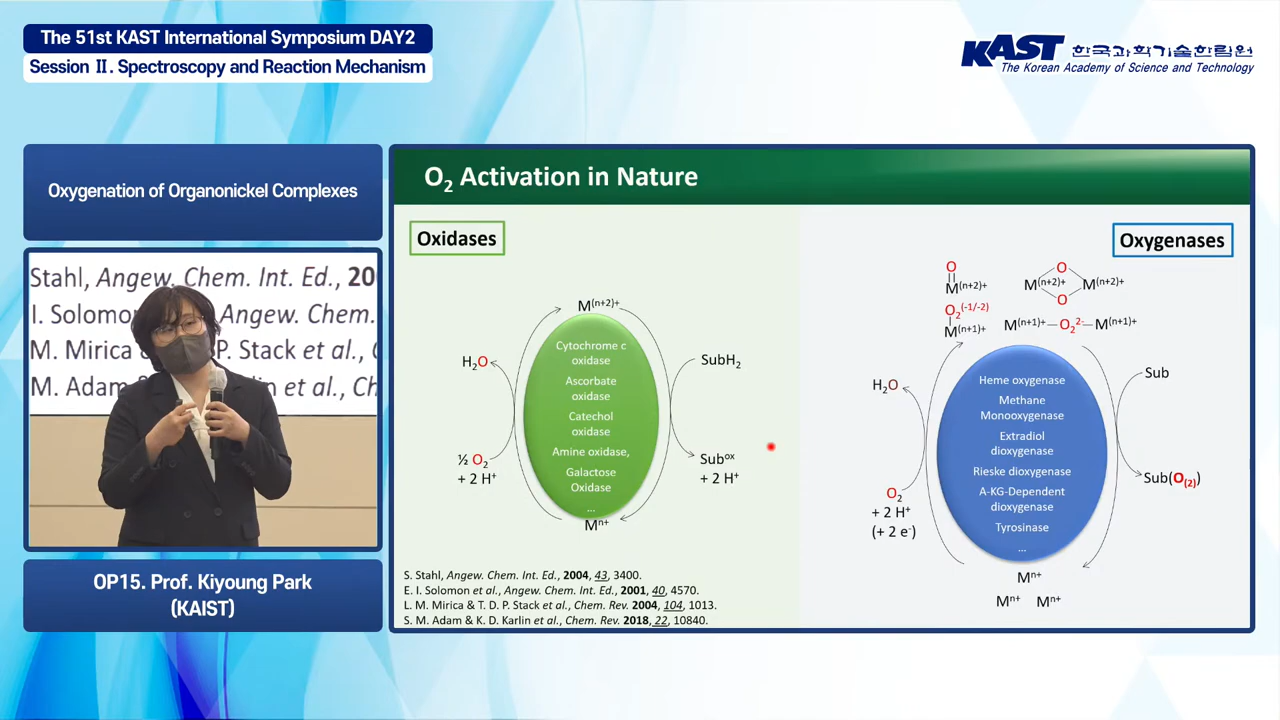 The 51st KAST International Symposium DAY2
Session Ⅱ. Spectroscopy and Reaction Mechanism
KAST 한국과학기술한림원
The Korean Academy of Science and Technology
Oxygenation of Organonickel Complexes
Stahl, Angew. Chem. Int. Ed., 20
I. Solomo Angew. Chem.
M. Mirica P. Stack et al.,
M. Adam in et al., Ch
OP15. Prof. Kiyoung Park
(KAIST)
O2 Activation in Nature
Oxidases
M(n+2)+
Cytochrome c
oxidase
Ascorbate
oxidase
Catechol
oxidase
Amine oxidase,
Galactose
Oxidase
...
Mn+
H2O
½ O2
+ 2 H+
SubH2
Subox
+ 2 H+
S. Stahl, Angew. Chem. Int. Ed., 2004, 43, 3400.
E. I. Solomon et al., Angew. Chem. Int. Ed., 2001, 40, 4570.
L. M. Mirica & T. D. P. Stack et al., Chem. Rev. 2004, 104, 1013.
S. M. Adam & K. D. Karlin et al., Chem. Rev. 2018, 22, 10840.
Oxygenases
O
M(n+2)+
O
M(n+2)+ M(n+2)+
O
O2(-1/-2)
M(n+1)+
M(n+1)+ — O22- — M(n+1)+
Heme oxygenase
Methane
Monooxygenase
Extradiol
dioxygenase
Rieske dioxygenase
A-KG-Dependent
dioxygenase
Tyrosinase
...
H2O
O2
+ 2 H+
(+ 2 e-)
Sub
Sub(O(2))
Mn+
Mn+ Mn+